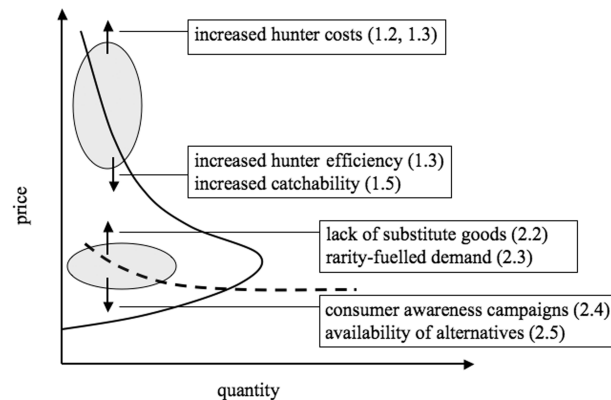 increased hunter costs (1.2, 1.3)
increased hunter efficiency (1.3)
increased catchability (1.5)
price
lack of substitute goods (2.2)
rarity-fuelled demand (2.3)
consumer awareness campaigns (2.4)
availability of alternatives (2.5)
quantity